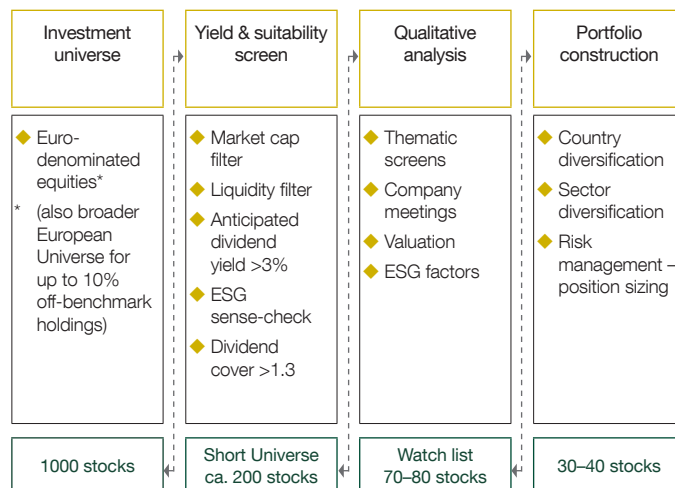 Investment
universe
Euro-
denominated
equities*
* (also broader
European
Universe for
up to 10%
off-benchmark
holdings)
1000 stocks
Yield & suitability
screen
Market cap
filter
Liquidity filter
Anticipated
dividend
yield >3%
ESG
sense-check
Dividend
cover >1.3
Short Universe
ca. 200 stocks
Qualitative
analysis
Thematic
screens
Company
meetings
Valuation
ESG factors
Watch list
70–80 stocks
Portfolio
construction
Country
diversification
Sector
diversification
Risk
management –
position sizing
30–40 stocks